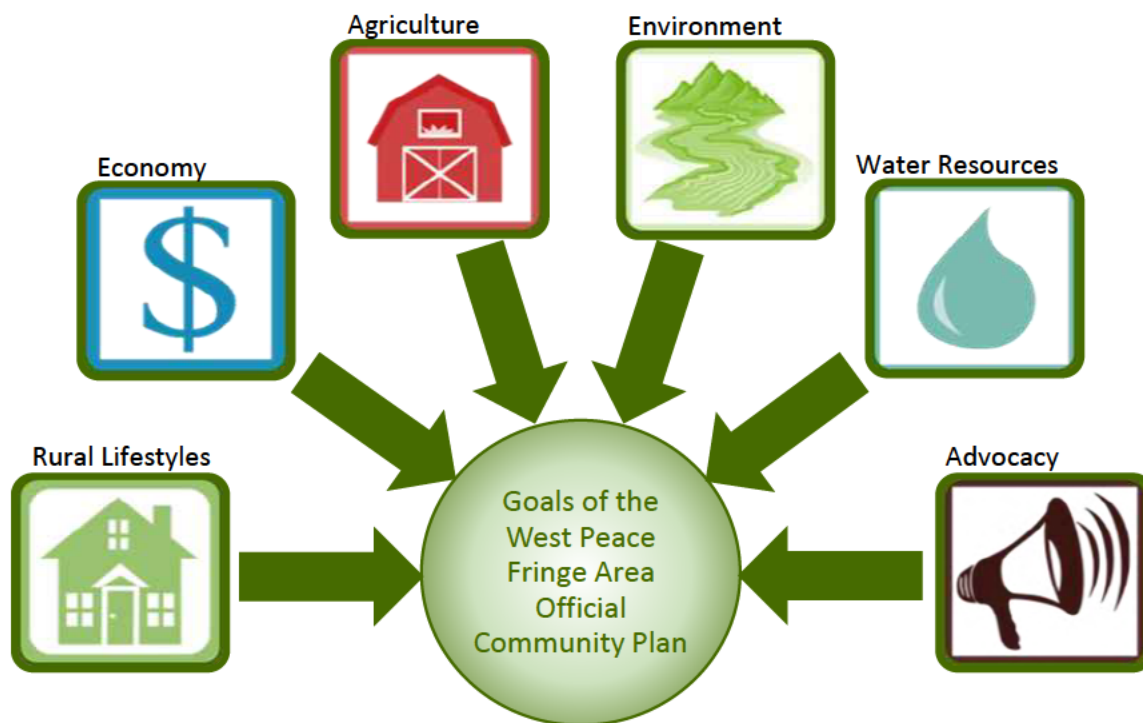 Agriculture
Environment
Economy
Water Resources
Rural Lifestyles
Advocacy
$
Goals of the
West Peace
Fringe Area
Official
Community Plan